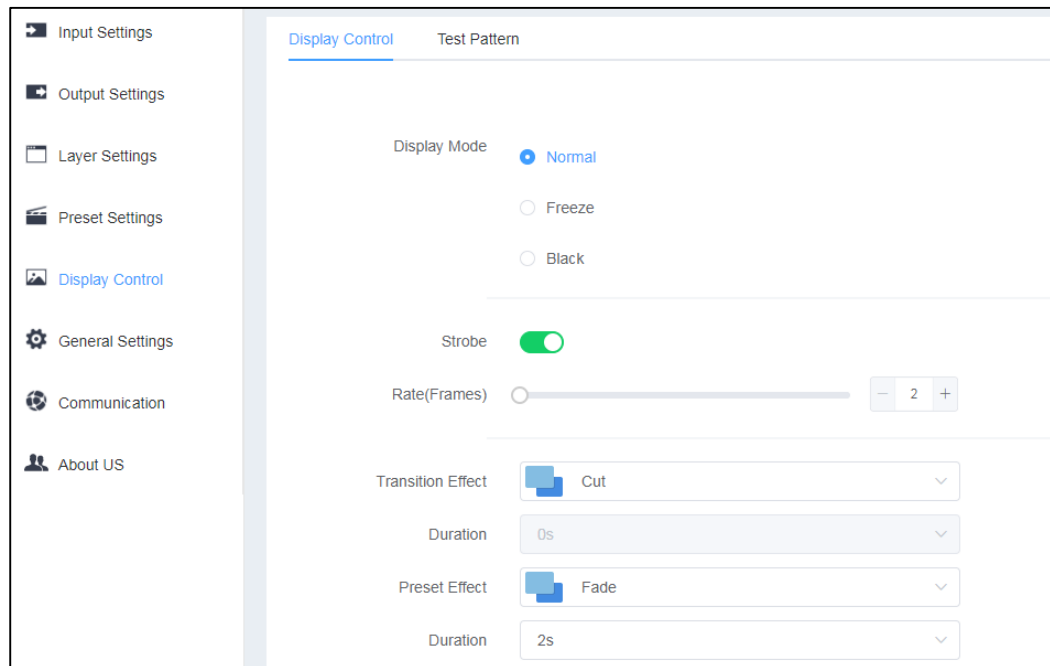 Input Settings
Output Settings
Layer Settings
Preset Settings
Display Control
General Settings
Communication
About US
Display Control Test Pattern
Display Mode
Normal
Freeze
Black
Strobe
Rate(Frames) 2 +
Transition Effect Cut
Duration 0s
Preset Effect Fade
Duration 2s